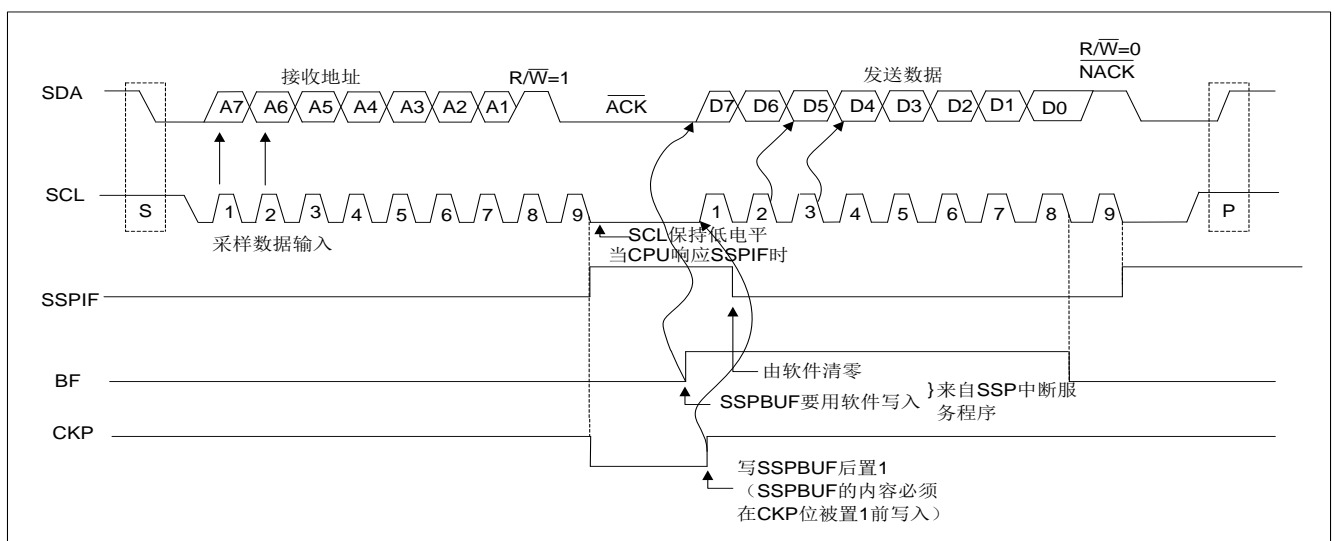 R/W=0
接收地址
R/W=1
发送数据
NACK
SDA
A7 A6 A5 A4 A3 A2 A1
ACK
D7 D6 D5 D4 D3 D2 D1 D0
SCL
S
1 2 3 4 5 6 7 8 9
1 2 3 4 5 6 7 8 9
P
采样数据输入
SCL保持低电平
当CPU响应SSPIF时
SSPIF
BF
由软件清零
SSPBUF要用软件写入
}来自SSP中断服
务程序
CKP
写SSPBUF后置1
（SSPBUF的内容必须
在CKP位被置1前写入）